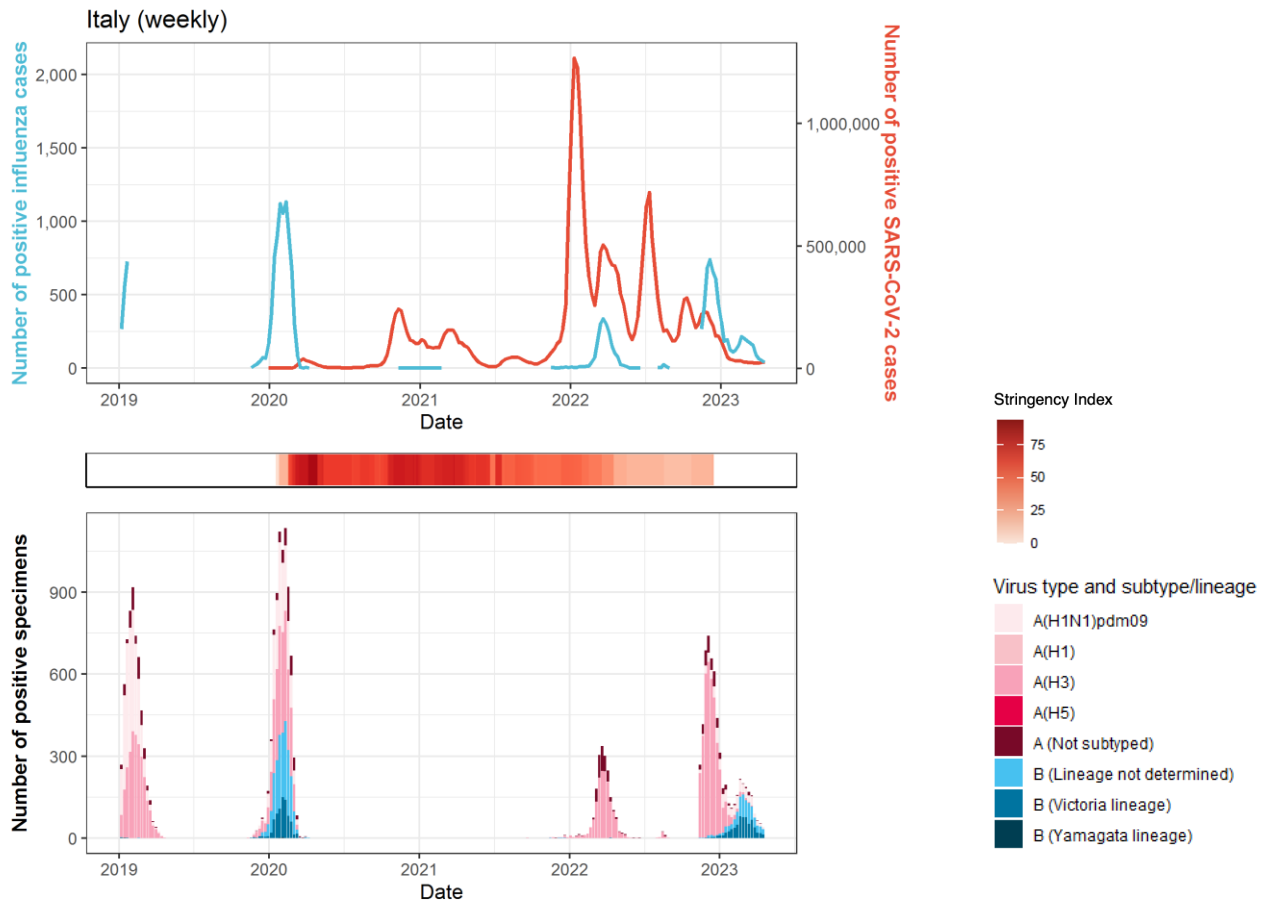 Italy (weekly)
Number of positive influenza cases
2,000
1,500
1,000
500
0
Number of positive SARS-CoV-2 cases
1,000,000
500,000
0
2019
2020
2021
2022
2023
Date
Stringency Index
75
50
25
0
Number of positive specimens
900
600
300
0
2019
2020
2021
2022
2023
Date
Virus type and subtype/lineage
A(H1N1)pdm09
A(H1)
A(H3)
A(H5)
A (Not subtyped)
B (Lineage not determined)
B (Victoria lineage)
B (Yamagata lineage)